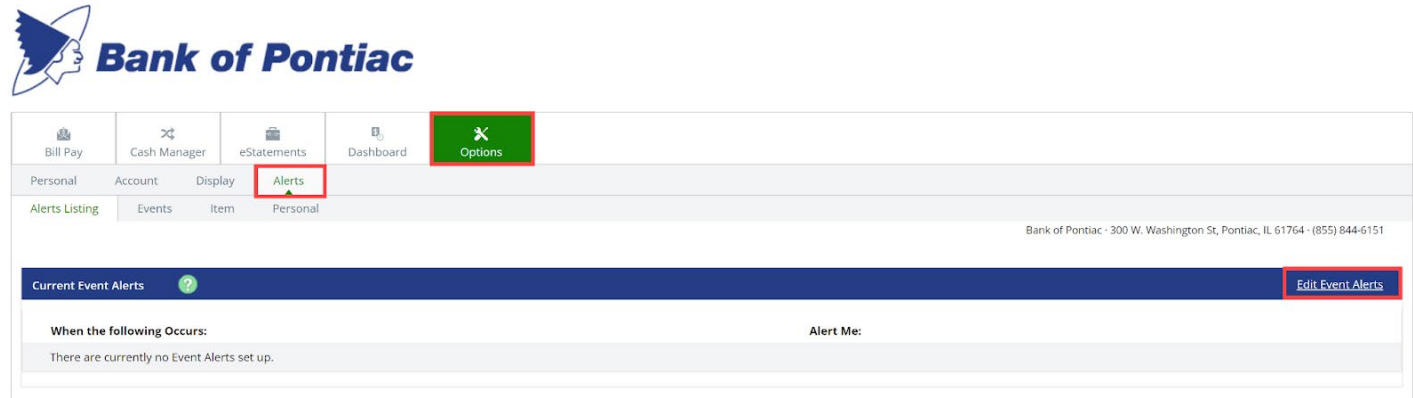 Bank of Pontiac
Bill Pay Cash Manager eStatements Dashboard Options
Personal Account Display Alerts
Alerts Listing Events Item Personal
Bank of Pontiac · 300 W. Washington St, Pontiac, IL 61764 · (855) 844-6151
Current Event Alerts ? Edit Event Alerts
When the following Occurs: Alert Me:
There are currently no Event Alerts set up.